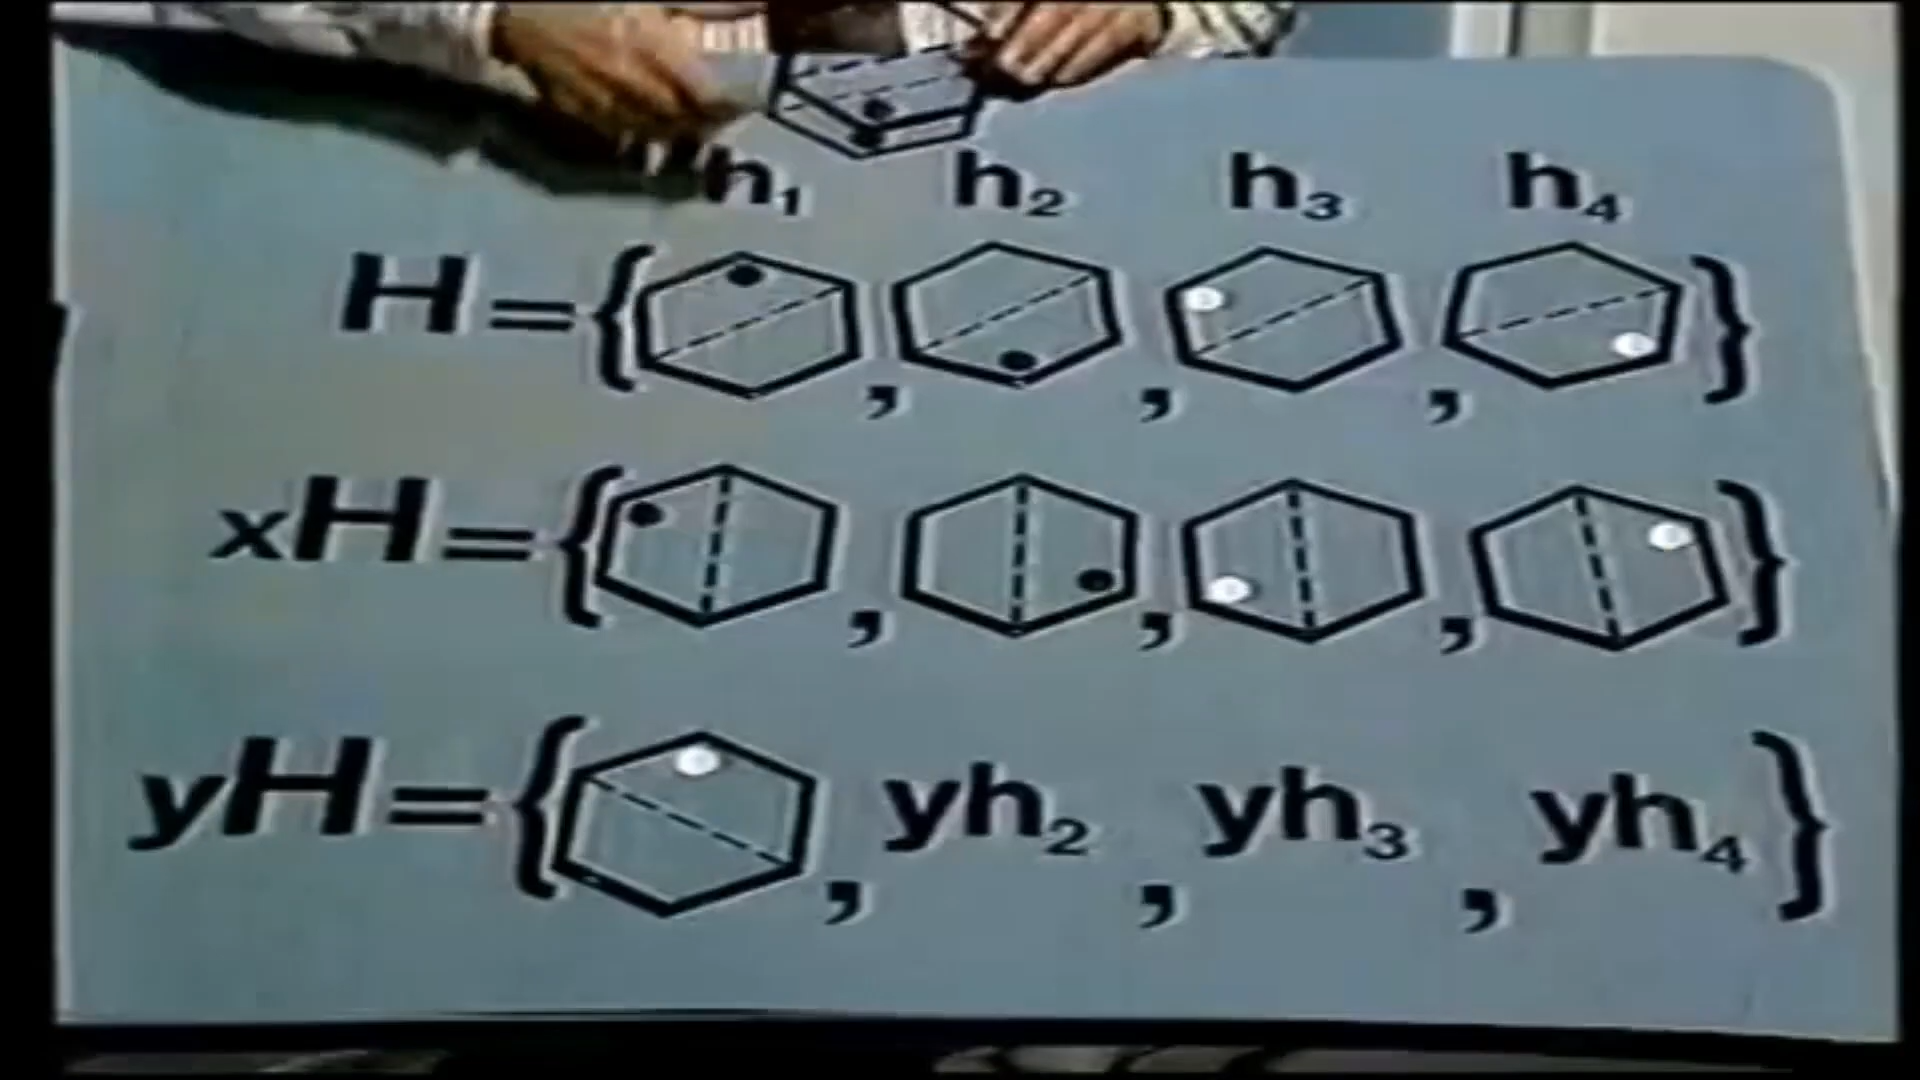 h₁ h₂ h₃ h₄
H={ , , , }
xH={ , , , }
yH={ , yh₂ , yh₃ , yh₄ }